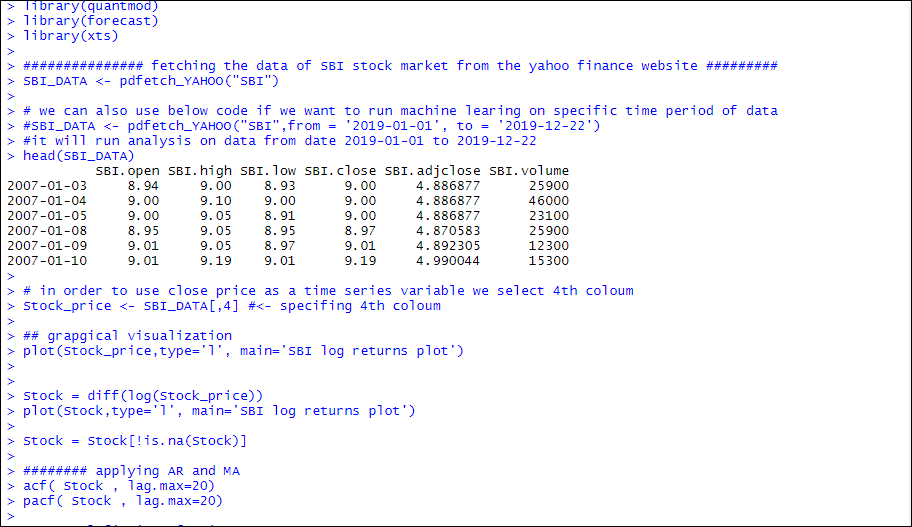 > library(quantmod)
> library(forecast)
> library(xts)
>
> ############### fetching the data of SBI stock market from the yahoo finance website #########
> SBI_DATA <- pdfetch_YAHOO("SBI")
>
> # we can also use below code if we want to run machine learing on specific time period of data
> #SBI_DATA <- pdfetch_YAHOO("SBI",from = '2019-01-01', to = '2019-12-22')
> #it will run analysis on data from date 2019-01-01 to 2019-12-22
> head(SBI_DATA)
           SBI.open SBI.high SBI.low SBI.close SBI.adjclose SBI.volume
2007-01-03     8.94     9.00    8.93      9.00     4.886877      25900
2007-01-04     9.00     9.10    9.00      9.00     4.886877      46000
2007-01-05     9.00     9.05    8.91      9.00     4.886877      23100
2007-01-08     8.95     9.05    8.95      8.97     4.870583      25900
2007-01-09     9.01     9.05    8.97      9.01     4.892305      12300
2007-01-10     9.01     9.19    9.01      9.19     4.990044      15300
>
> # in order to use close price as a time series variable we select 4th coloum
> Stock_price <- SBI_DATA[,4] #<- specifing 4th coloum
>
> ## grapgical visualization
> plot(Stock_price,type='l', main='SBI log returns plot')
>
>
> Stock = diff(log(Stock_price))
> plot(Stock,type='l', main='SBI log returns plot')
>
> Stock = Stock[!is.na(Stock)]
>
> ######## applying AR and MA
> acf( Stock , lag.max=20)
> pacf( Stock , lag.max=20)
>